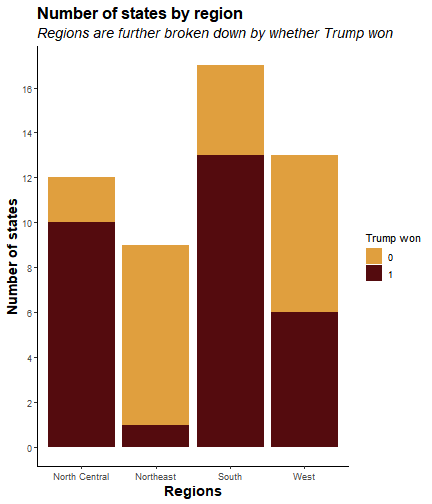 Number of states by region
Regions are further broken down by whether Trump won
16
14
12
10
8
6
4
2
0
Number of states
North Central
Northeast
South
West
Regions
Trump won
0
1